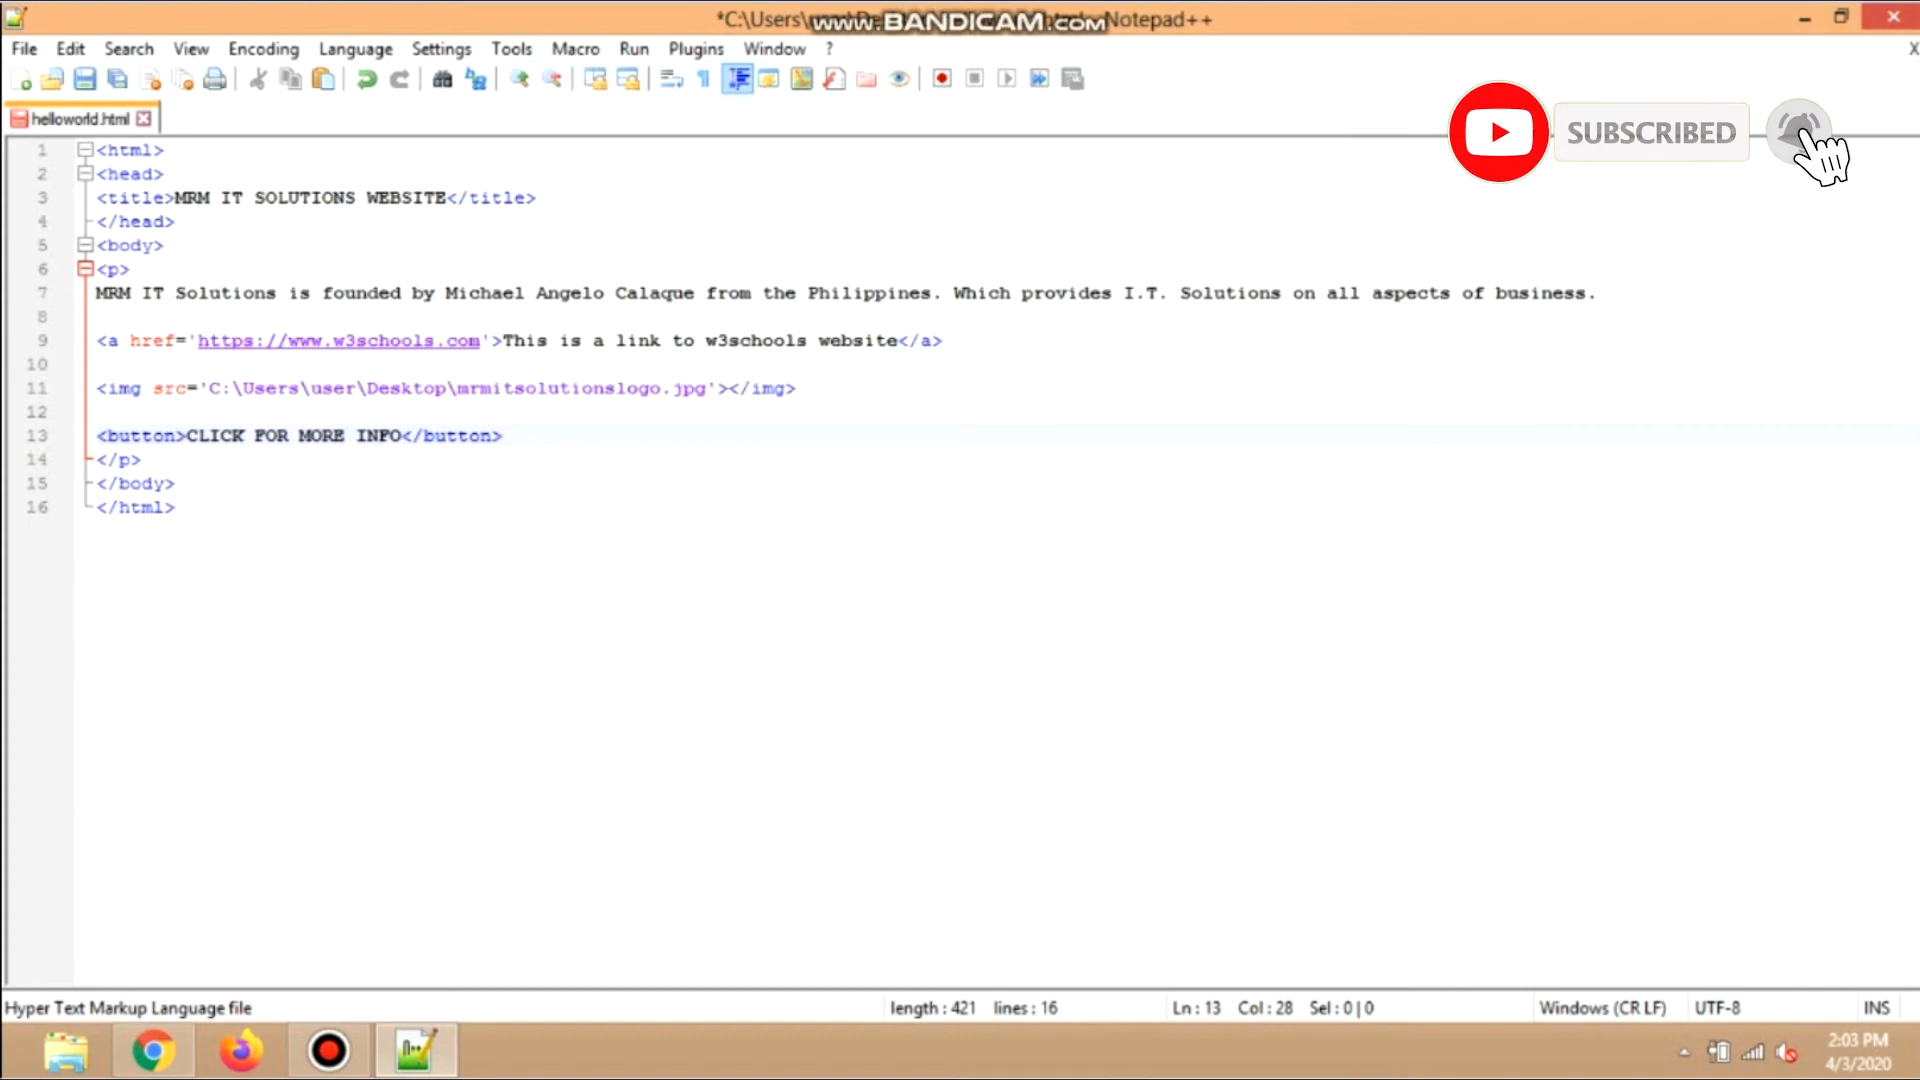 *C:\Users\
www.BANDICAM.com
Notepad++
File Edit Search View Encoding Language Settings Tools Macro Run Plugins Window ? X
helloworld.html
SUBSCRIBED
1 <html>
2 <head>
3 <title>MRM IT SOLUTIONS WEBSITE</title>
4 </head>
5 <body>
6 <p>
7 MRM IT Solutions is founded by Michael Angelo Calaque from the Philippines. Which provides I.T. Solutions on all aspects of business.
8
9 <a href='https://www.w3schools.com'>This is a link to w3schools website</a>
10
11 <img src='C:\Users\user\Desktop\mrmitsolutionslogo.jpg'></img>
12
13 <button>CLICK FOR MORE INFO</button>
14 </p>
15 </body>
16 </html>
Hyper Text Markup Language file length : 421 lines : 16 Ln : 13 Col : 28 Sel : 0 | 0 Windows (CR LF) UTF-8 INS
2:03 PM
4/3/2020